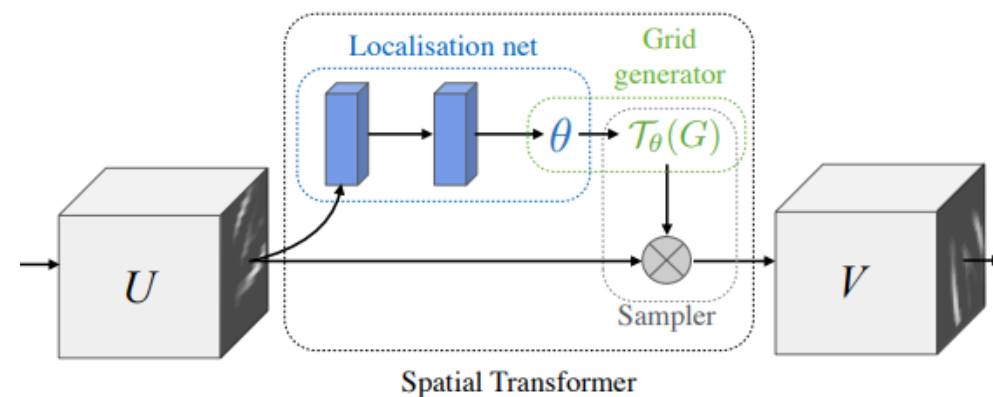 Localisation net
Grid
generator
θ
𝒯θ(G)
U
V
Sampler
Spatial Transformer